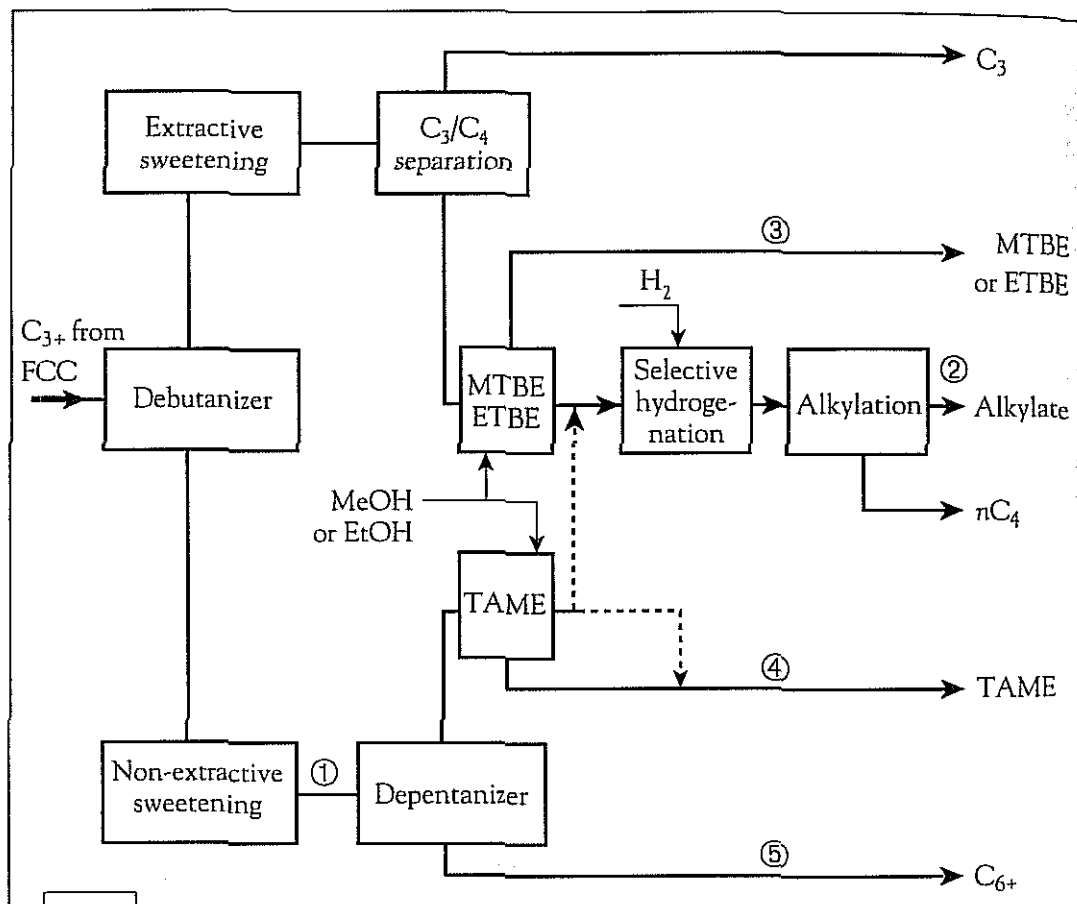 C₃
Extractive
sweetening
C₃/C₄
separation
③
MTBE
or ETBE
H₂
C₃₊ from
FCC
Debutanizer
MTBE
ETBE
Selective
hydroge-
nation
Alkylation
②
Alkylate
MeOH
or EtOH
nC₄
TAME
④
TAME
Non-extractive
sweetening
①
Depentanizer
⑤
C₆₊